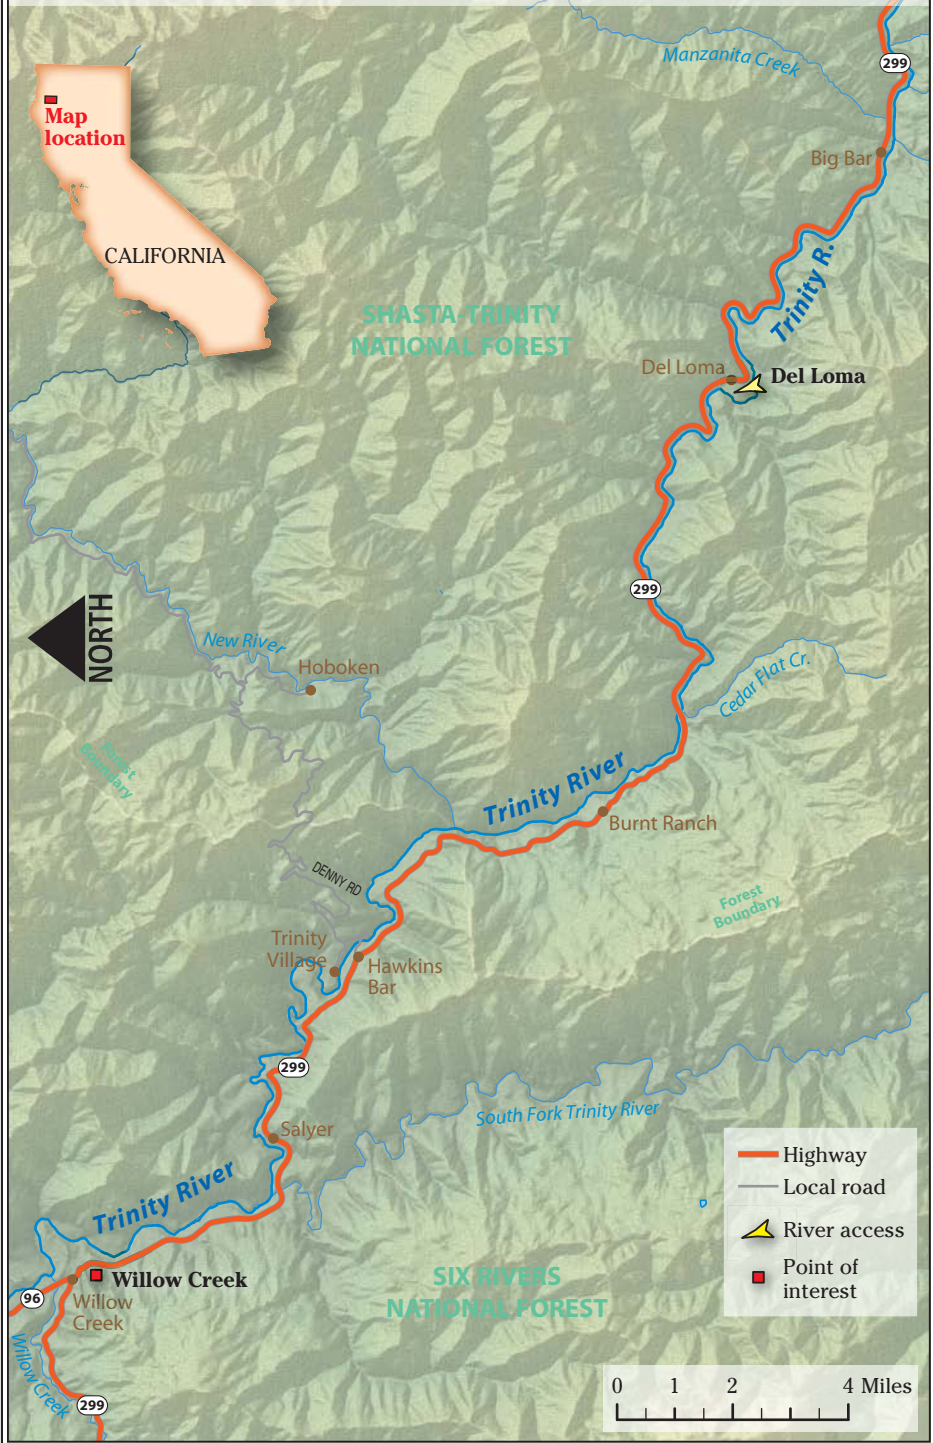 Manzanita Creek
299
Map
location
Big Bar
CALIFORNIA
Trinity R.
SHASTA-TRINITY
NATIONAL FOREST
Del Loma
Del Loma
299
NORTH
New River
Hoboken
Cedar Flat Cr.
Forest
Boundary
Trinity River
Burnt Ranch
DENNY RD
Forest
Boundary
Trinity
Village
Hawkins
Bar
299
South Fork Trinity River
Salyer
Highway
Local road
River access
Point of
interest
Trinity River
Willow Creek
96
Willow
Creek
SIX RIVERS
NATIONAL FOREST
Willow Creek
299
0 1 2 4 Miles